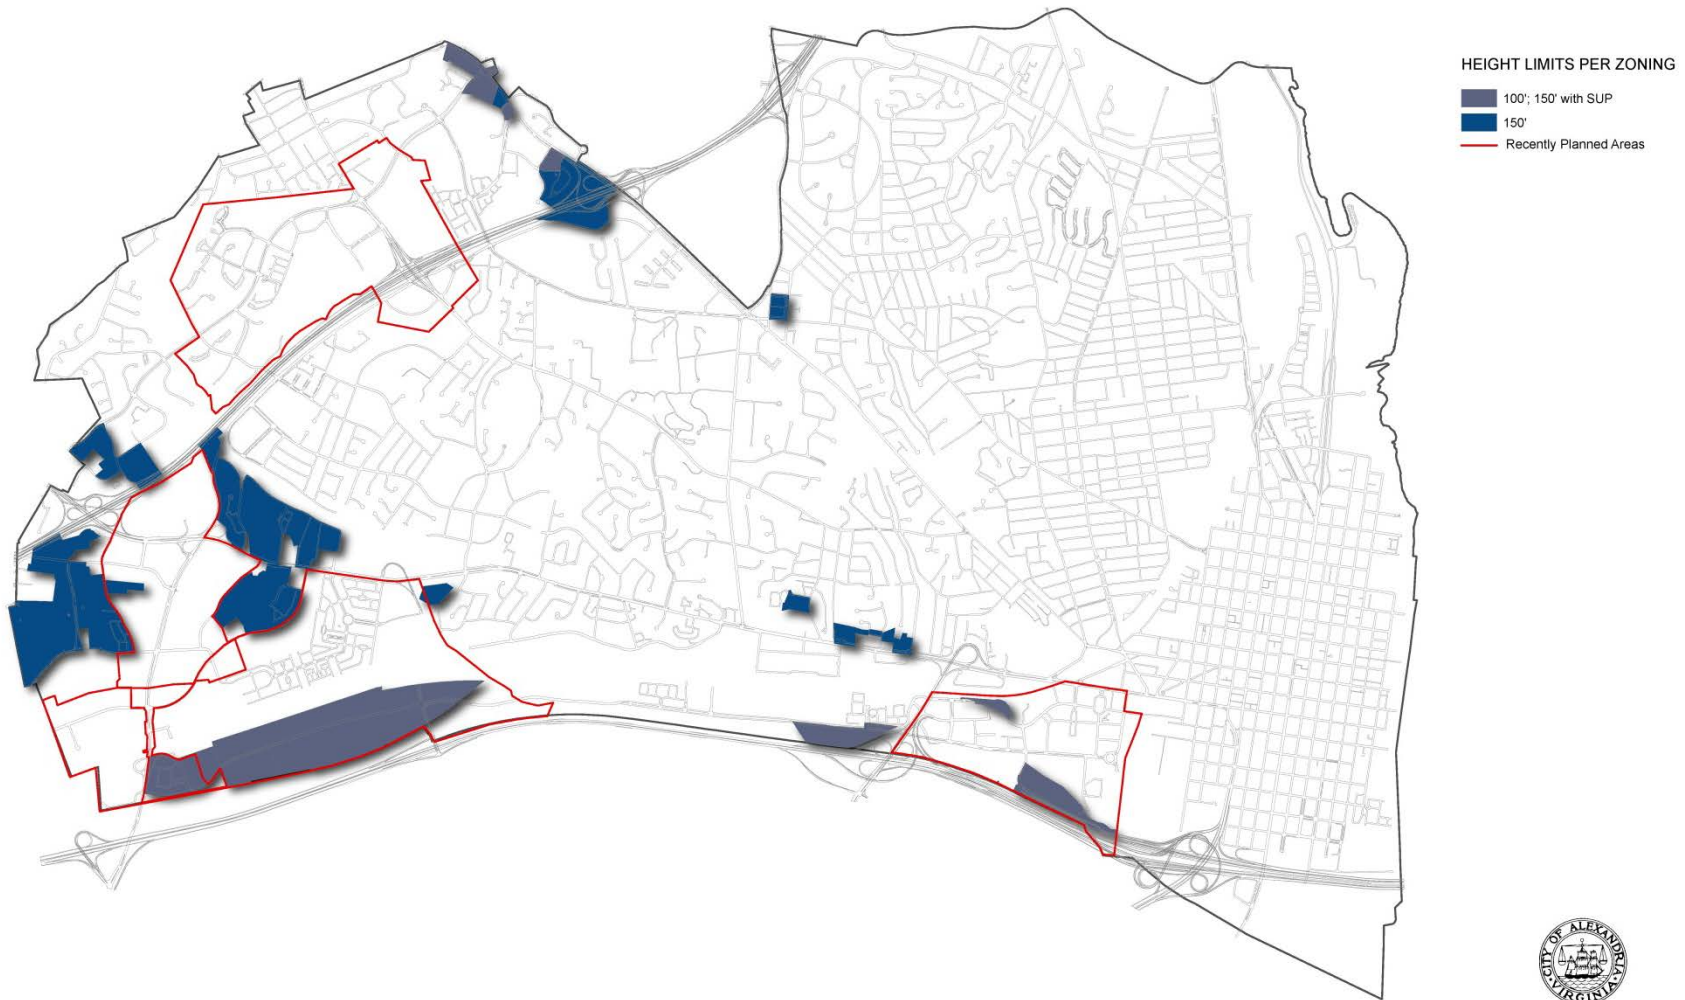 HEIGHT LIMITS PER ZONING
100'; 150' with SUP
150'
Recently Planned Areas
CITY OF ALEXANDRIA
VIRGINIA